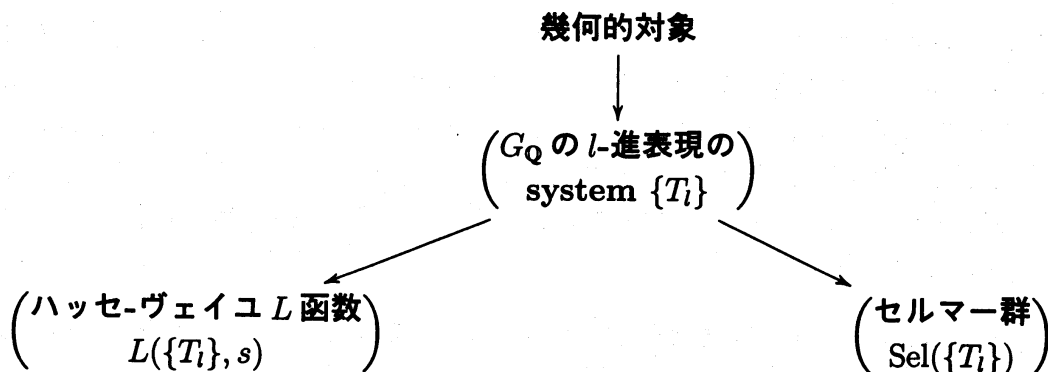 幾何的対象
G_Q の l-進表現の
system {T_l}
ハッセ-ヴェイユ L 函数
L({T_l}, s)
セルマー群
Sel({T_l})